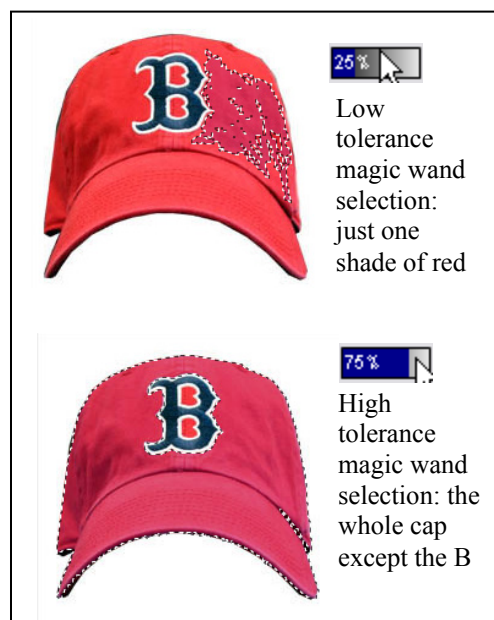 B
25%
Low
tolerance
magic wand
selection:
just one
shade of red
B
75%
High
tolerance
magic wand
selection: the
whole cap
except the B